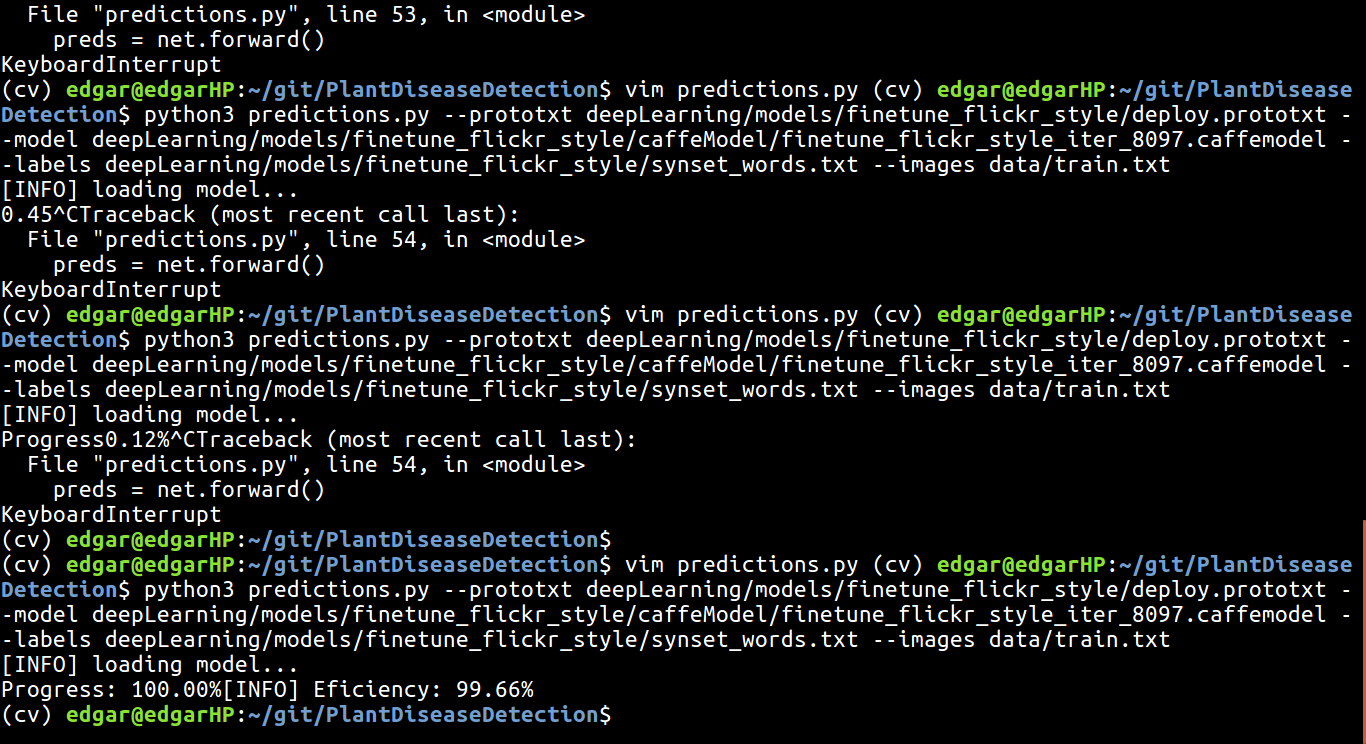 File "predictions.py", line 53, in <module>
    preds = net.forward()
KeyboardInterrupt
(cv) edgar@edgarHP:~/git/PlantDiseaseDetection$ vim predictions.py (cv) edgar@edgarHP:~/git/PlantDisease
Detection$ python3 predictions.py --prototxt deepLearning/models/finetune_flickr_style/deploy.prototxt -
-model deepLearning/models/finetune_flickr_style/caffeModel/finetune_flickr_style_iter_8097.caffemodel -
-labels deepLearning/models/finetune_flickr_style/synset_words.txt --images data/train.txt
[INFO] loading model...
0.45^CTraceback (most recent call last):
  File "predictions.py", line 54, in <module>
    preds = net.forward()
KeyboardInterrupt
(cv) edgar@edgarHP:~/git/PlantDiseaseDetection$ vim predictions.py (cv) edgar@edgarHP:~/git/PlantDisease
Detection$ python3 predictions.py --prototxt deepLearning/models/finetune_flickr_style/deploy.prototxt -
-model deepLearning/models/finetune_flickr_style/caffeModel/finetune_flickr_style_iter_8097.caffemodel -
-labels deepLearning/models/finetune_flickr_style/synset_words.txt --images data/train.txt
[INFO] loading model...
Progress0.12%^CTraceback (most recent call last):
  File "predictions.py", line 54, in <module>
    preds = net.forward()
KeyboardInterrupt
(cv) edgar@edgarHP:~/git/PlantDiseaseDetection$
(cv) edgar@edgarHP:~/git/PlantDiseaseDetection$ vim predictions.py (cv) edgar@edgarHP:~/git/PlantDisease
Detection$ python3 predictions.py --prototxt deepLearning/models/finetune_flickr_style/deploy.prototxt -
-model deepLearning/models/finetune_flickr_style/caffeModel/finetune_flickr_style_iter_8097.caffemodel -
-labels deepLearning/models/finetune_flickr_style/synset_words.txt --images data/train.txt
[INFO] loading model...
Progress: 100.00%[INFO] Eficiency: 99.66%
(cv) edgar@edgarHP:~/git/PlantDiseaseDetection$